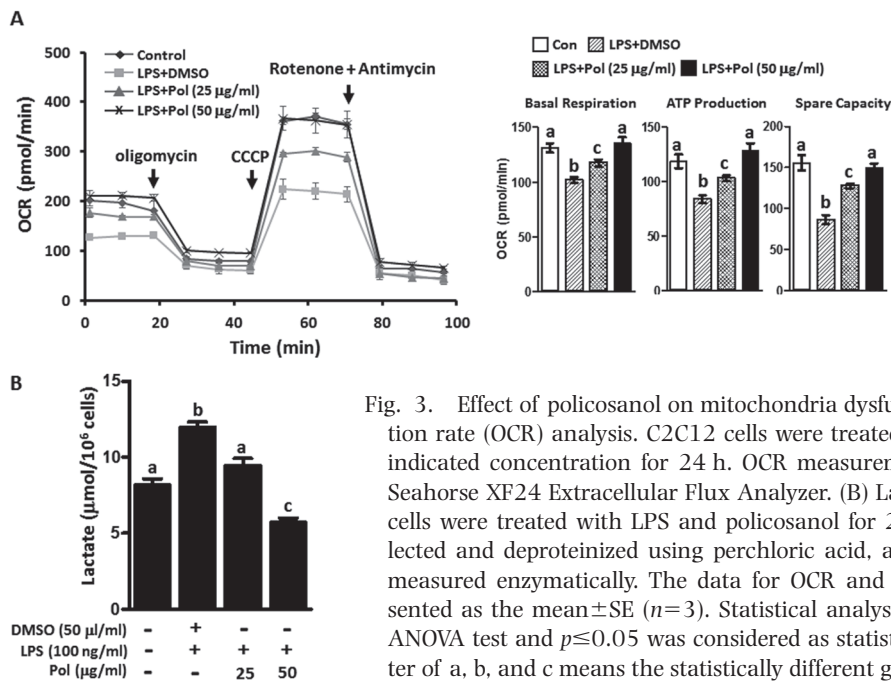 A
500
400
300
200
100
0
OCR (pmol/min)
Control
LPS+DMSO
LPS+Pol (25 µg/ml)
LPS+Pol (50 µg/ml)
oligomycin
CCCP
Rotenone + Antimycin
0 20 40 60 80 100
Time (min)
Con LPS+DMSO
LPS+Pol (25 µg/ml) LPS+Pol (50 µg/ml)
Basal Respiration
OCR (pmol/min)
150
100
50
0
a b c a
ATP Production
150
100
50
0
a b c a
Spare Capacity
200
150
100
50
0
a b c a
B
Lactate (µmol/10⁶ cells)
15
10
5
0
a b a c
DMSO (50 µl/ml) - + - -
LPS (100 ng/ml) - + + +
Pol (µg/ml) - - 25 50
Fig. 3. Effect of policosanol on mitochondria dysfu
tion rate (OCR) analysis. C2C12 cells were treated
indicated concentration for 24 h. OCR measuren
Seahorse XF24 Extracellular Flux Analyzer. (B) La
cells were treated with LPS and policosanol for 2
lected and deproteinized using perchloric acid, a
measured enzymatically. The data for OCR and
sented as the mean±SE (n=3). Statistical analys
ANOVA test and p≤0.05 was considered as statist
ter of a, b, and c means the statistically different g